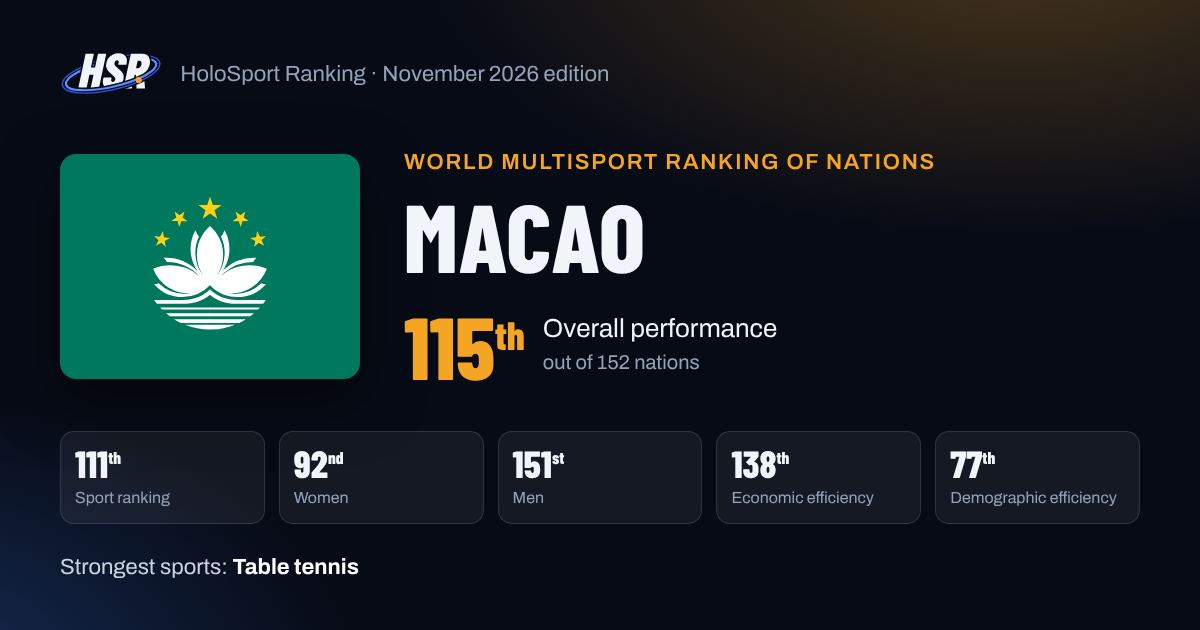 HSR
HoloSport Ranking · November 2026 edition
WORLD MULTISPORT RANKING OF NATIONS
MACAO
115th
Overall performance
out of 152 nations
111th
Sport ranking
92nd
Women
151st
Men
138th
Economic efficiency
77th
Demographic efficiency
Strongest sports: Table tennis